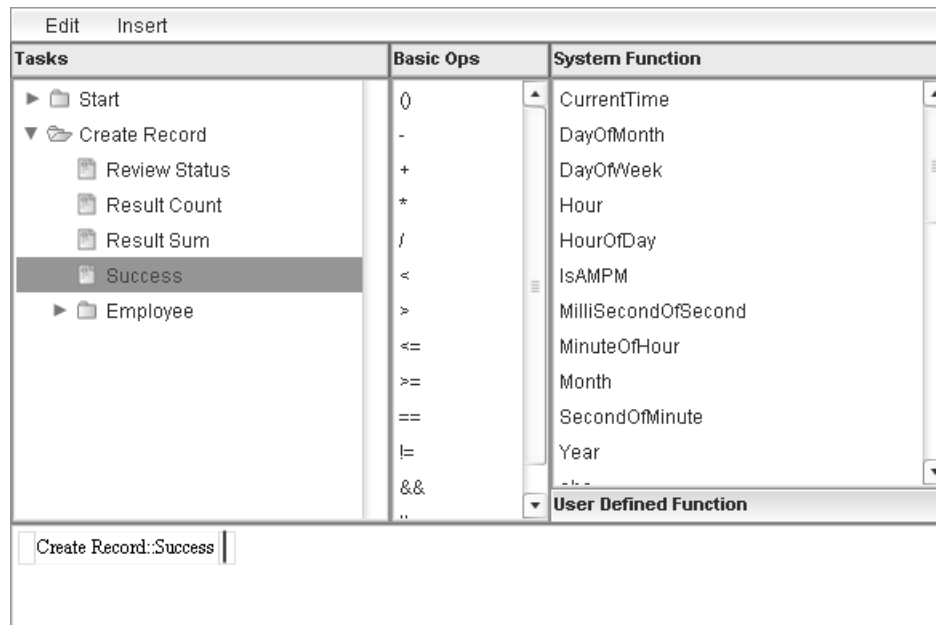 Edit Insert
Tasks
Start
Create Record
Review Status
Result Count
Result Sum
Success
Employee
Basic Ops
()
-
+
*
/
<
>
<=
>=
==
!=
&&
System Function
CurrentTime
DayOfMonth
DayOfWeek
Hour
HourOfDay
IsAMPM
MilliSecondOfSecond
MinuteOfHour
Month
SecondOfMinute
Year
User Defined Function
Create Record::Success